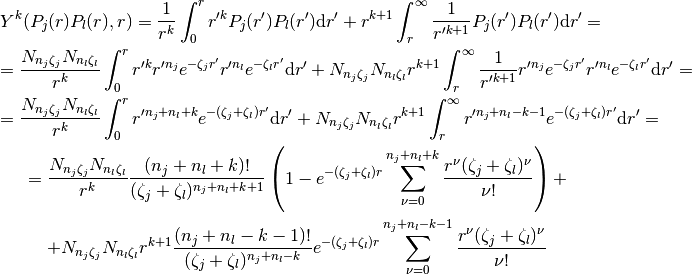 Y^k(P_j(r)P_l(r), r) = \frac{1}{r^k} \int_0^r r'^k P_j(r')P_l(r') \mathrm{d}r' + r^{k+1} \int_r^\infty \frac{1}{r'^{k+1}} P_j(r')P_l(r') \mathrm{d}r' =
= \frac{N_{n_j\zeta_j} N_{n_l\zeta_l}}{r^k} \int_0^r r'^k r'^{n_j} e^{-\zeta_j r'} r'^{n_l} e^{-\zeta_l r'} \mathrm{d}r' + N_{n_j\zeta_j} N_{n_l\zeta_l} r^{k+1} \int_r^\infty \frac{1}{r'^{k+1}} r'^{n_j} e^{-\zeta_j r'} r'^{n_l} e^{-\zeta_l r'} \mathrm{d}r' =
= \frac{N_{n_j\zeta_j} N_{n_l\zeta_l}}{r^k} \int_0^r r'^{n_j+n_l+k} e^{-(\zeta_j+\zeta_l)r'} \mathrm{d}r' + N_{n_j\zeta_j} N_{n_l\zeta_l} r^{k+1} \int_r^\infty r'^{n_j+n_l-k-1} e^{-(\zeta_j+\zeta_l)r'} \mathrm{d}r' =
= \frac{N_{n_j\zeta_j} N_{n_l\zeta_l}}{r^k} \frac{(n_j+n_l+k)!}{(\zeta_j+\zeta_l)^{n_j+n_l+k+1}} \left( 1 - e^{-(\zeta_j+\zeta_l)r} \sum_{\nu=0}^{n_j+n_l+k} \frac{r^\nu(\zeta_j+\zeta_l)^\nu}{\nu!} \right) +
+ N_{n_j\zeta_j} N_{n_l\zeta_l} r^{k+1} \frac{(n_j+n_l-k-1)!}{(\zeta_j+\zeta_l)^{n_j+n_l-k}} e^{-(\zeta_j+\zeta_l)r} \sum_{\nu=0}^{n_j+n_l-k-1} \frac{r^\nu(\zeta_j+\zeta_l)^\nu}{\nu!}